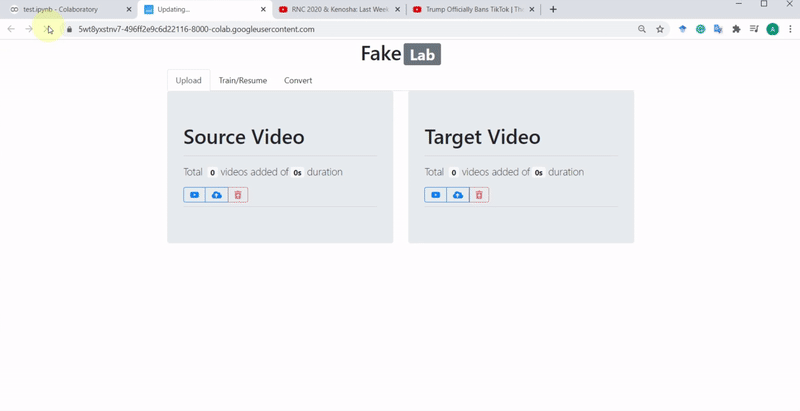 test.ipynb - Colaboratory
Updating...
RNC 2020 & Kenosha: Last Week
Trump Officially Bans TikTok | Th
5wt8yxstnv7-496ff2e9c6d22116-8000-colab.googleusercontent.com
A
Fake Lab
Upload Train/Resume Convert
Source Video
Total 0 videos added of 0s duration
Target Video
Total 0 videos added of 0s duration